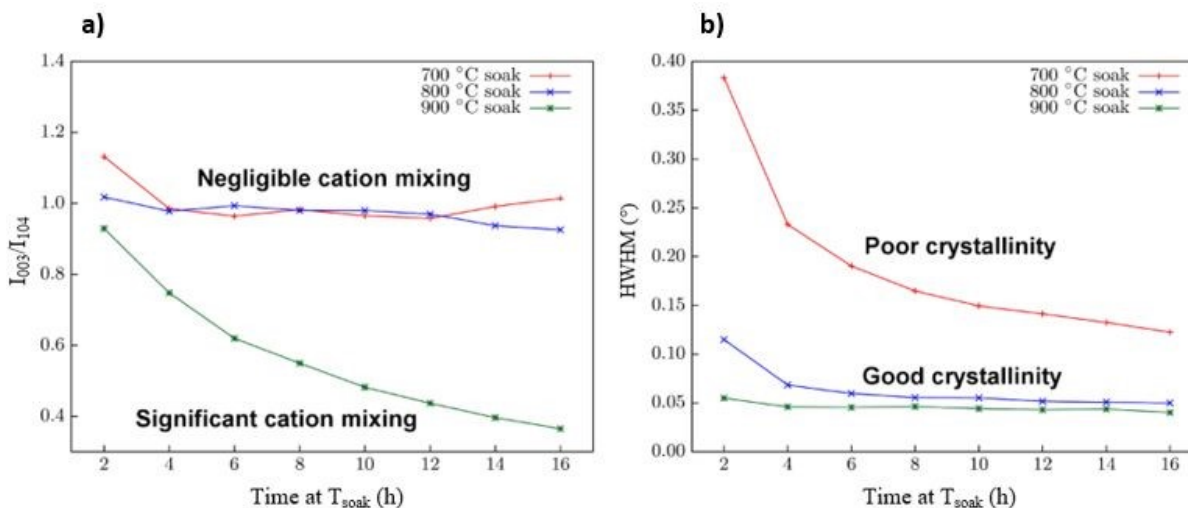 a)
1.4
1.2
1.0
0.8
0.6
0.4
I003/I104
700 °C soak
800 °C soak
900 °C soak
Negligible cation mixing
Significant cation mixing
2 4 6 8 10 12 14 16
Time at Tsoak (h)
b)
0.40
0.35
0.30
0.25
0.20
0.15
0.10
0.05
0.00
HWHM (°)
700 °C soak
800 °C soak
900 °C soak
Poor crystallinity
Good crystallinity
2 4 6 8 10 12 14 16
Time at Tsoak (h)